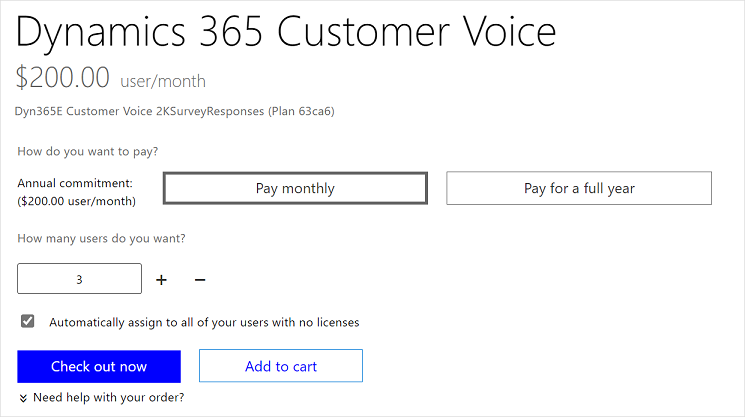 Dynamics 365 Customer Voice
$200.00 user/month
Dyn365E Customer Voice 2KSurveyResponses (Plan 63ca6)
How do you want to pay?
Annual commitment:
($200.00 user/month)
Pay monthly
Pay for a full year
How many users do you want?
3
Automatically assign to all of your users with no licenses
Check out now
Add to cart
Need help with your order?